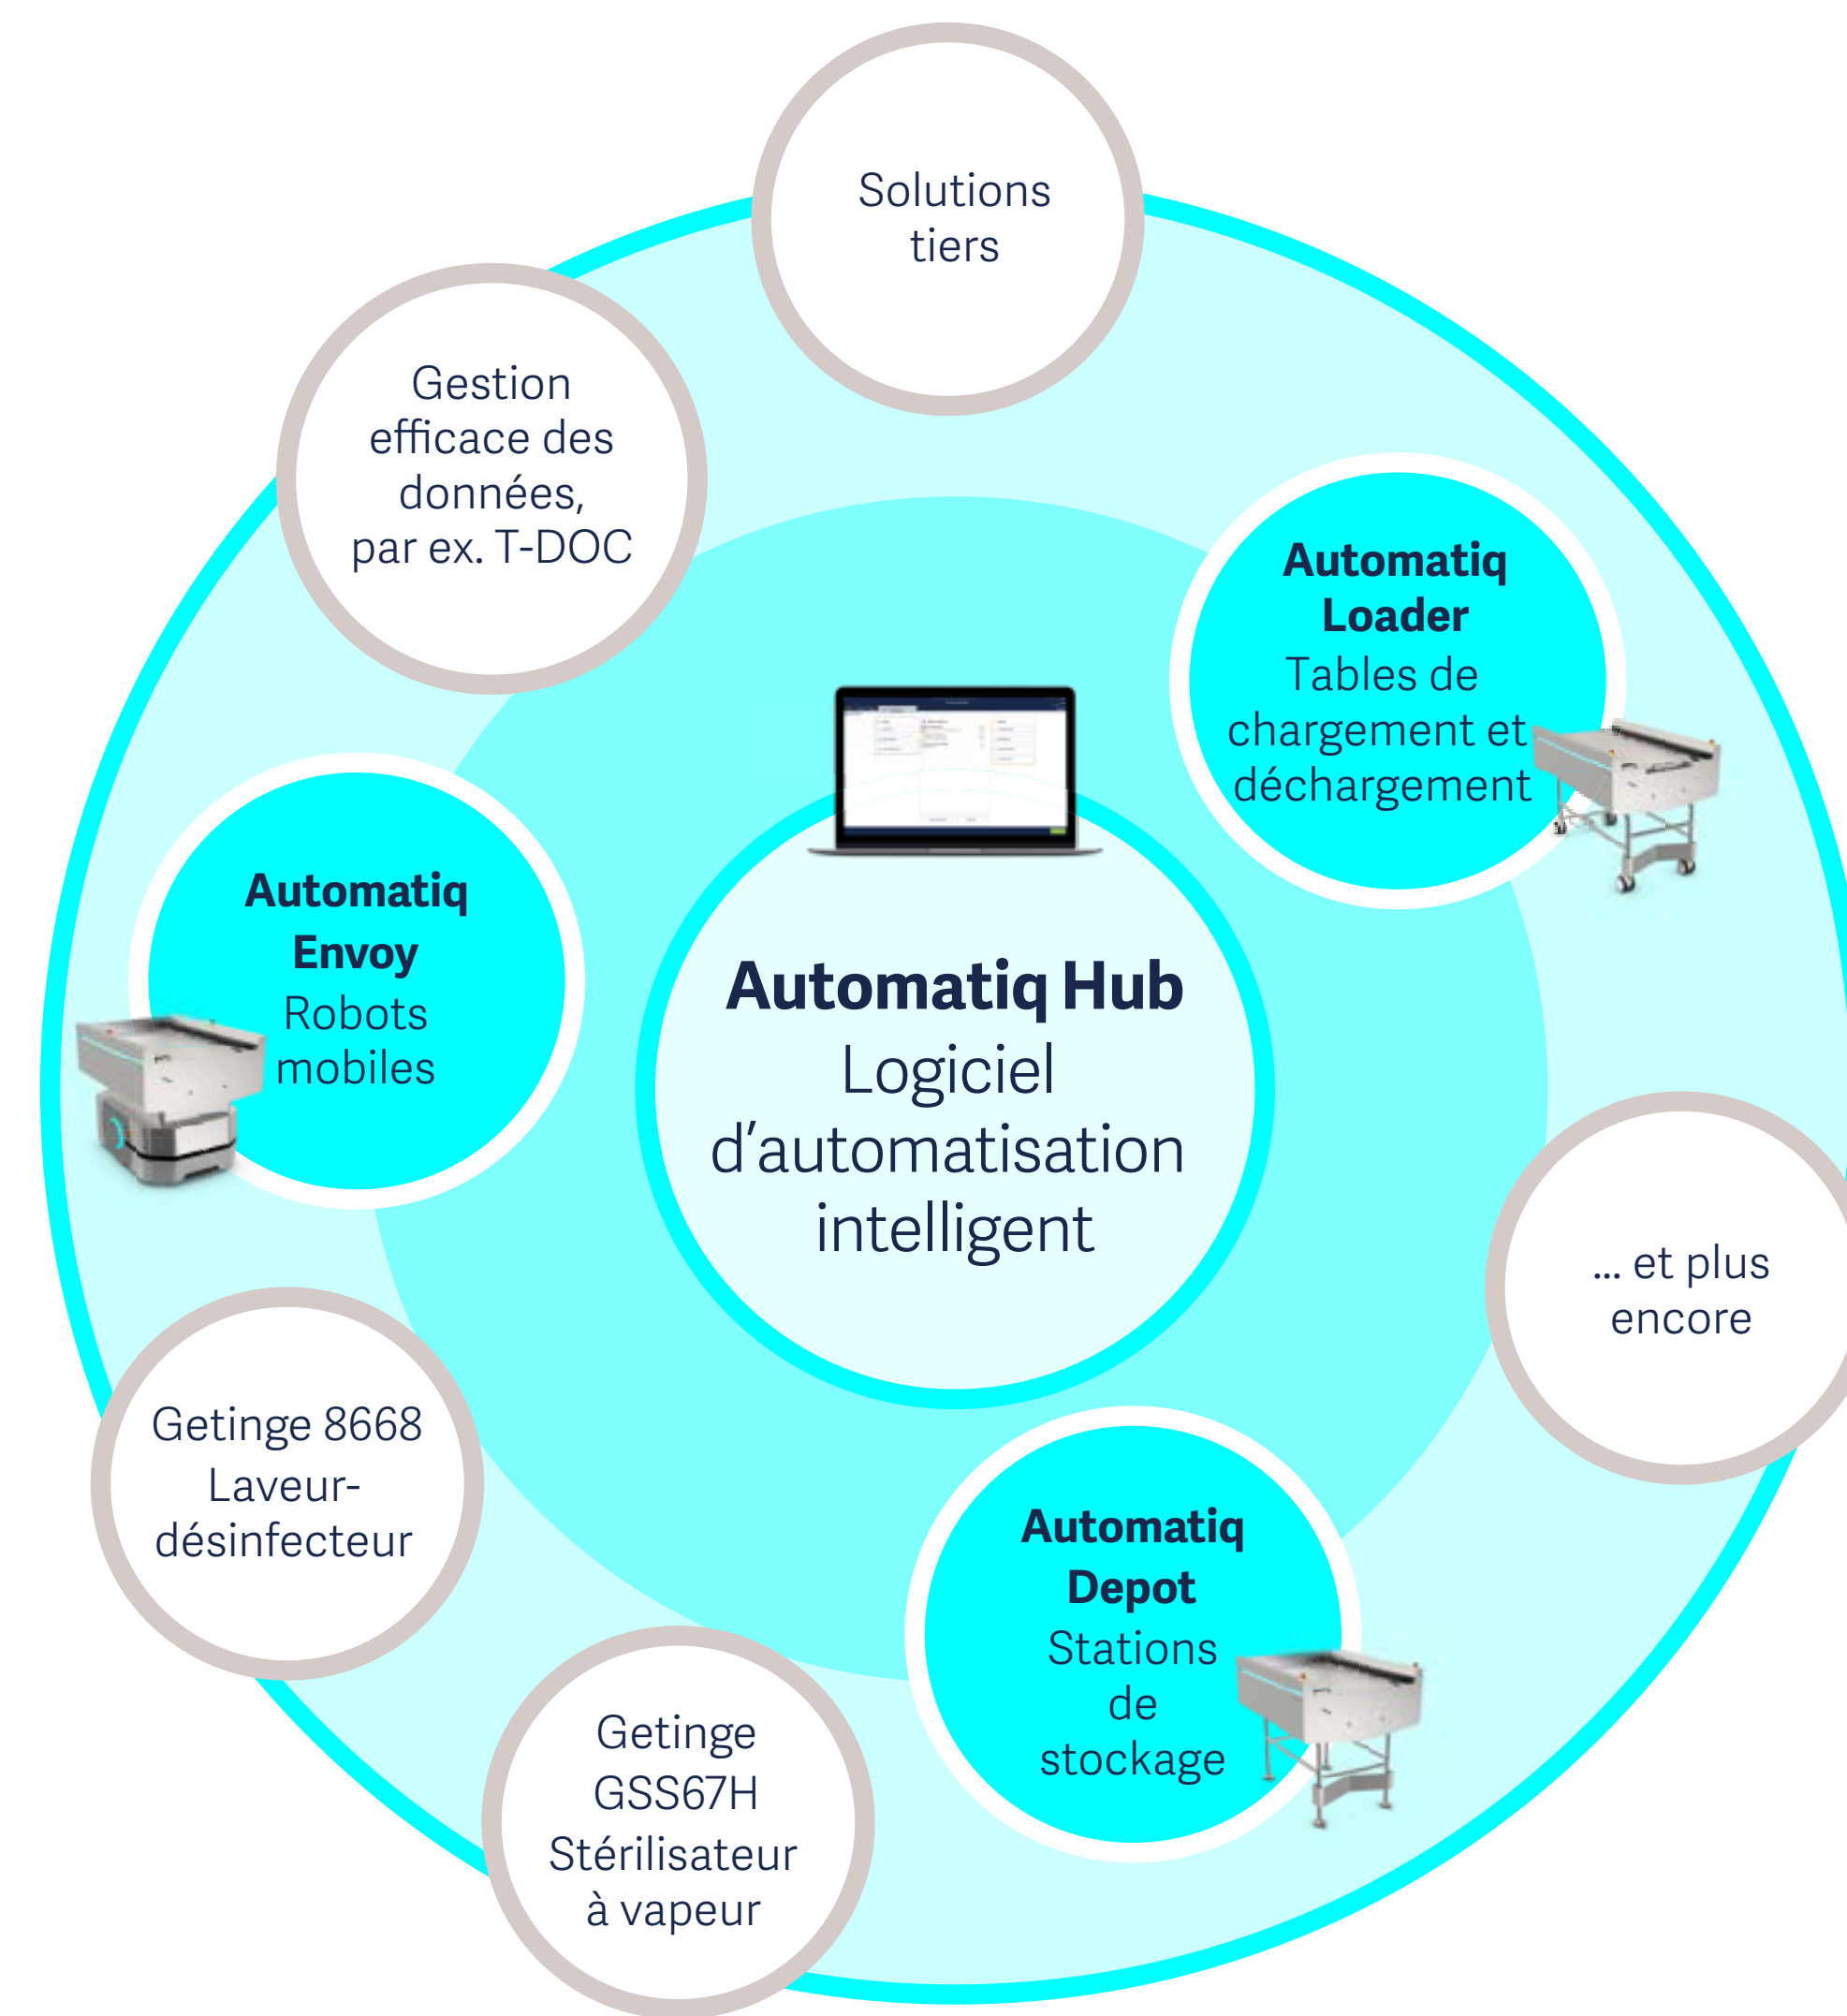 Solutions
tiers
Gestion
efficace des
données,
par ex. T-DOC
Automatiq
Loader
Tables de
chargement et
déchargement
Automatiq
Envoy
Robots
mobiles
Automatiq Hub
Logiciel
d’automatisation
intelligent
... et plus
encore
Getinge 8668
Laveur-
désinfecteur
Automatiq
Depot
Stations
de
stockage
Getinge
GSS67H
Stérilisateur
à vapeur